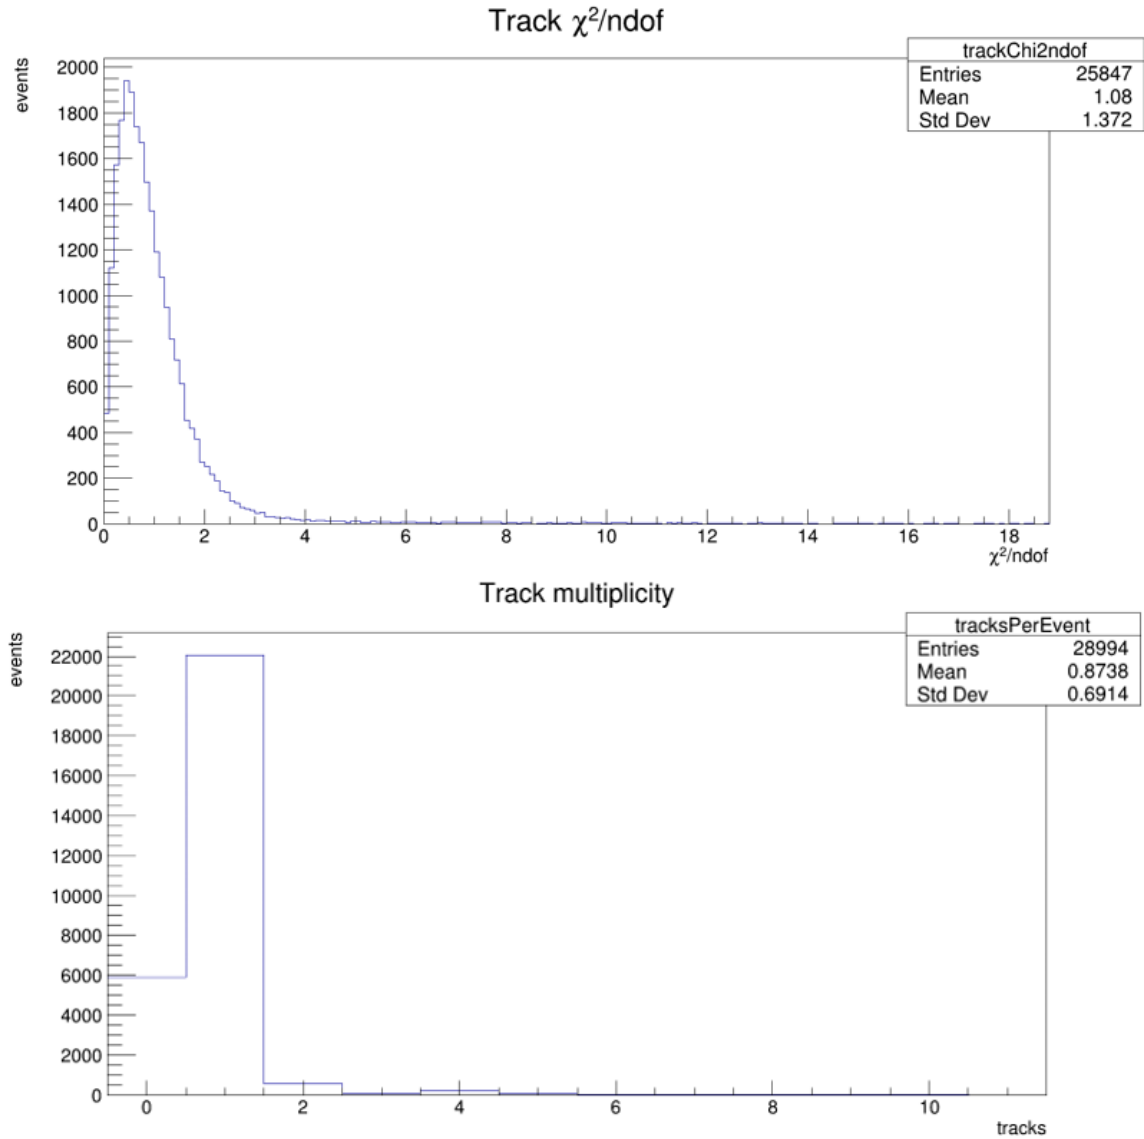 Track χ²/ndof
events
trackChi2ndof
Entries 25847
Mean 1.08
Std Dev 1.372
2000
1800
1600
1400
1200
1000
800
600
400
200
0
0 2 4 6 8 10 12 14 16 18
χ²/ndof
Track multiplicity
events
tracksPerEvent
Entries 28994
Mean 0.8738
Std Dev 0.6914
22000
20000
18000
16000
14000
12000
10000
8000
6000
4000
2000
0
0 2 4 6 8 10
tracks